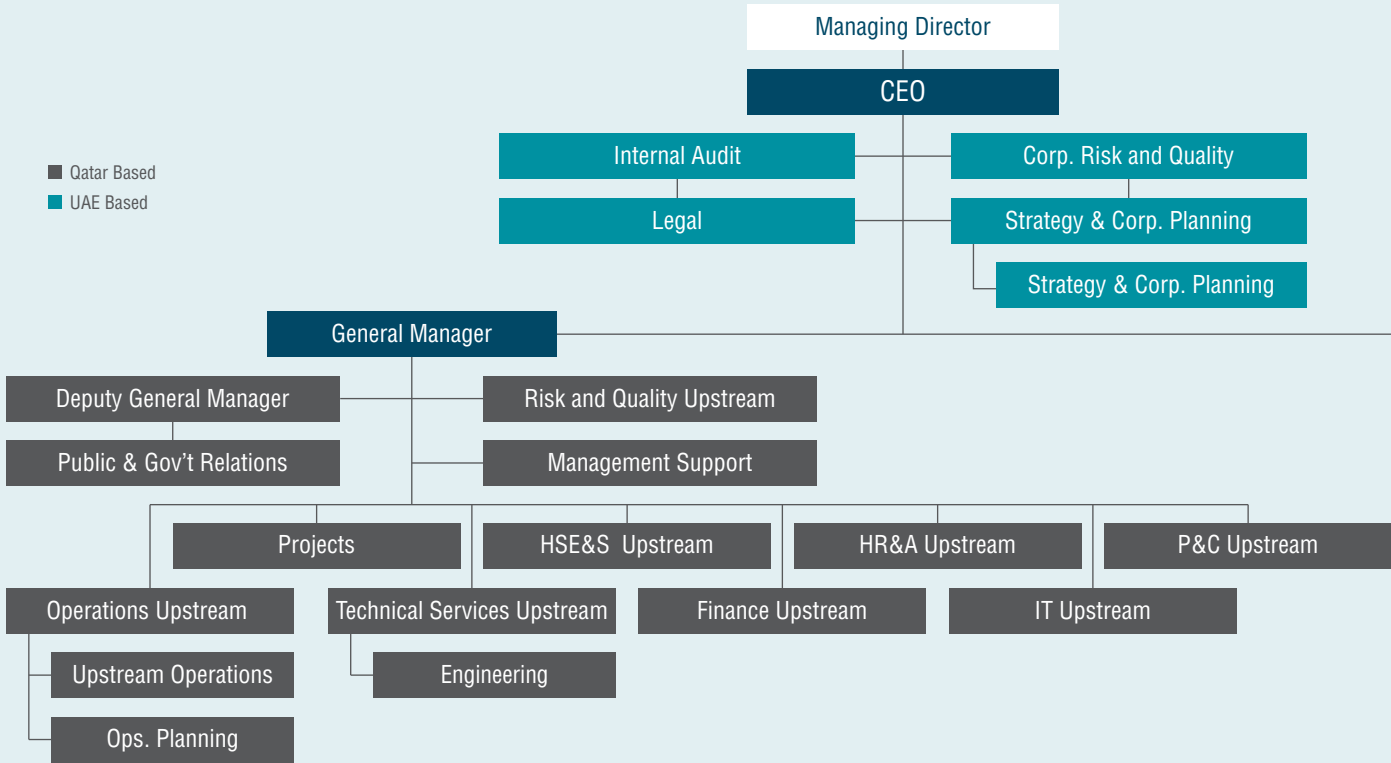 Managing Director
CEO
Internal Audit
Corp. Risk and Quality
Qatar Based
UAE Based
Legal
Strategy & Corp. Planning
Strategy & Corp. Planning
General Manager
Deputy General Manager
Risk and Quality Upstream
Public & Gov’t Relations
Management Support
Projects
HSE&S Upstream
HR&A Upstream
P&C Upstream
Operations Upstream
Technical Services Upstream
Finance Upstream
IT Upstream
Upstream Operations
Engineering
Ops. Planning